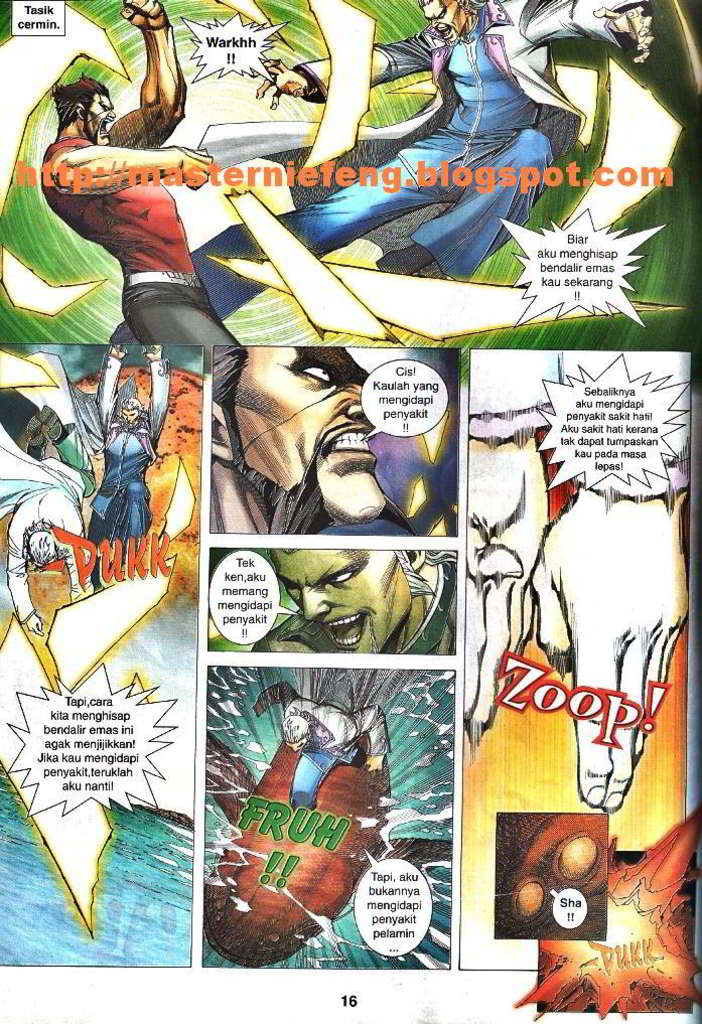 Tasik
cermin.
Warkhh
!!
http://masterniefeng.blogspot.com
Biar
aku menghisap
bendalir emas
kau sekarang
!!
PUKK
Tapi,cara
kita menghisap
bendalir emas ini
agak menjijikkan!
Jika kau mengidapi
penyakit,teruklah
aku nanti!
Cis!
Kaulah yang
mengidapi
penyakit
!!
Tek
ken,aku
memang
mengidapi
penyakit
!!
FRUH
!!
Tapi, aku
bukannya
mengidapi
penyakit
pelamin
...
Sebaliknya
aku mengidapi
penyakit sakit hati!
Aku sakit hati kerana
tak dapat tumpaskan
kau pada masa
lepas!
ZOOP!
Sha
!!
PUKK
16